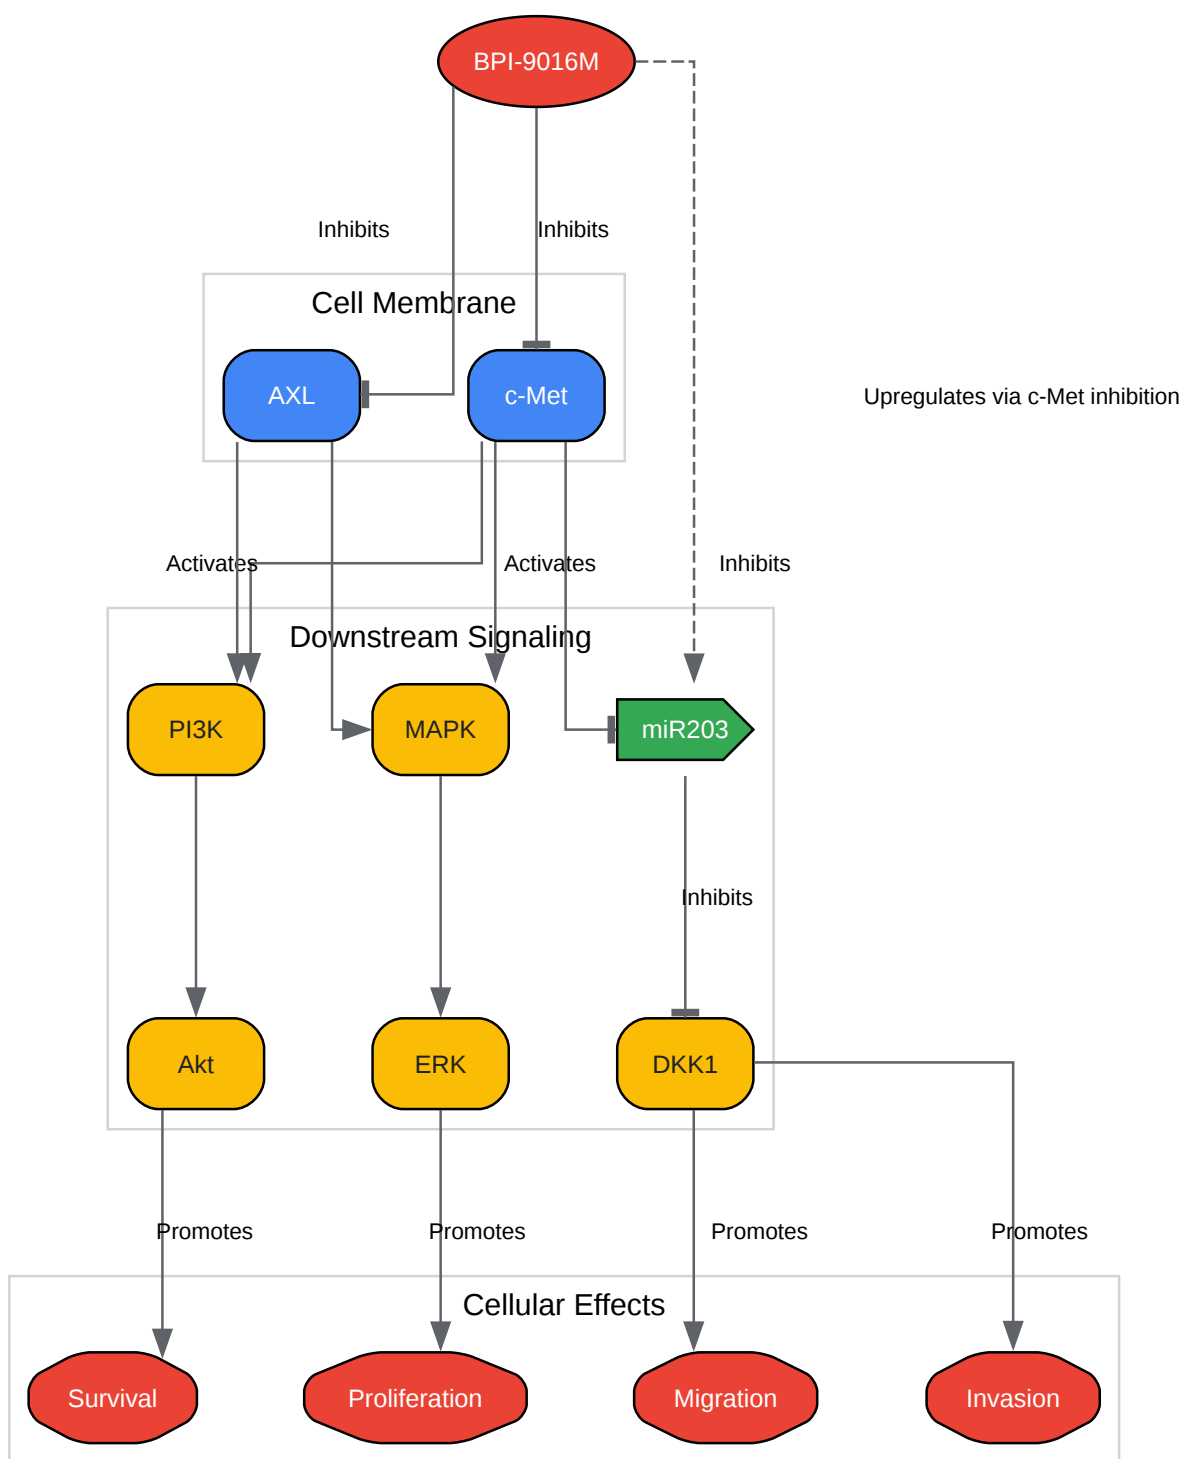 BPI-9016M
Inhibits
Inhibits
Cell Membrane
AXL
c-Met
Upregulates via c-Met inhibition
Activates
Activates
Inhibits
Downstream Signaling
PI3K
MAPK
miR203
Inhibits
Akt
ERK
DKK1
Promotes
Promotes
Promotes
Promotes
Cellular Effects
Survival
Proliferation
Migration
Invasion